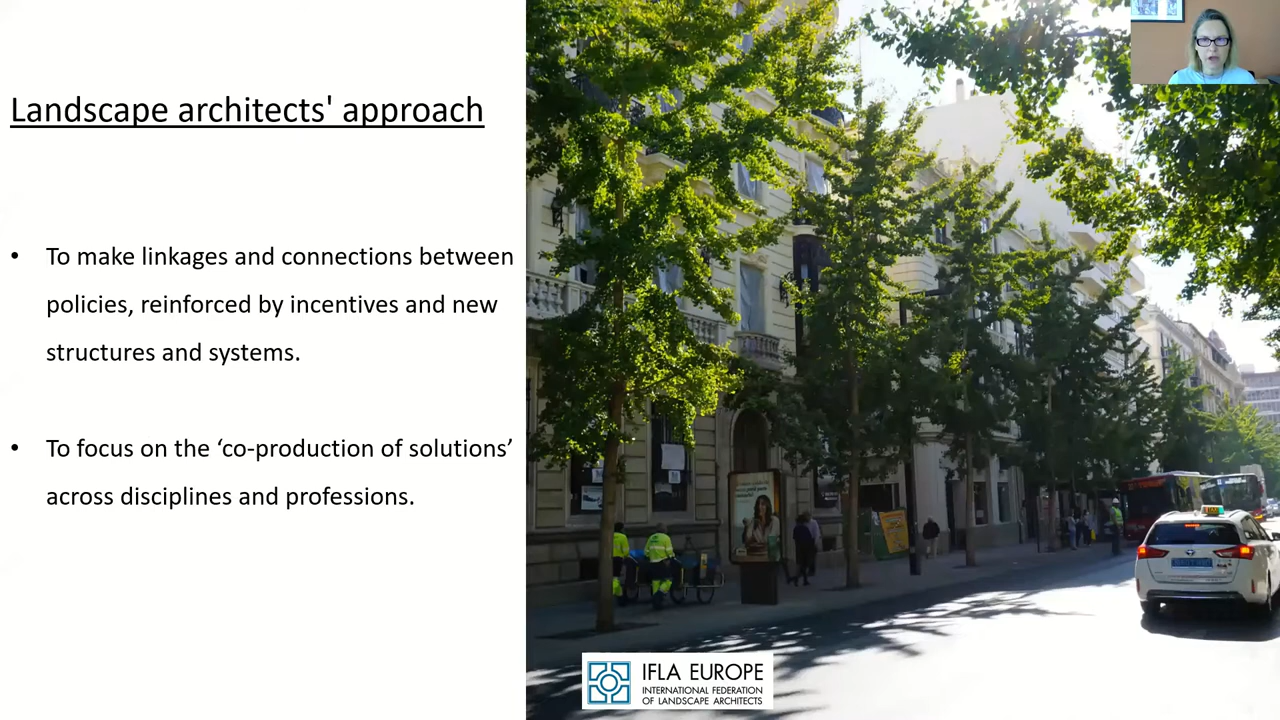 Landscape architects' approach
• To make linkages and connections between
policies, reinforced by incentives and new
structures and systems.
• To focus on the ‘co-production of solutions’
across disciplines and professions.
IFLA EUROPE
INTERNATIONAL FEDERATION
OF LANDSCAPE ARCHITECTS